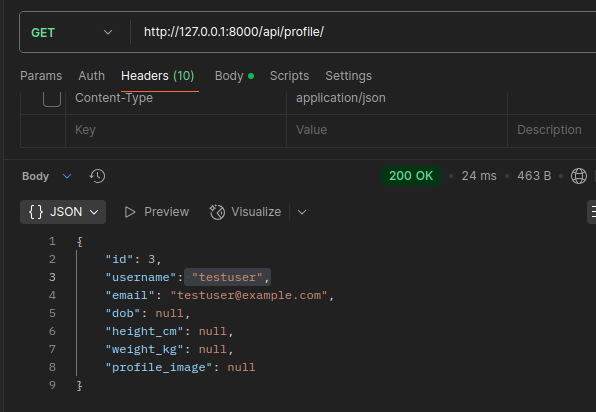 GET http://127.0.0.1:8000/api/profile/
Params Auth Headers (10) Body Scripts Settings
Content-Type application/json
Key Value Description
Body 200 OK • 24 ms • 463 B •
{} JSON Preview Visualize
1 {
2 "id": 3,
3 "username": "testuser",
4 "email": "testuser@example.com",
5 "dob": null,
6 "height_cm": null,
7 "weight_kg": null,
8 "profile_image": null
9 }